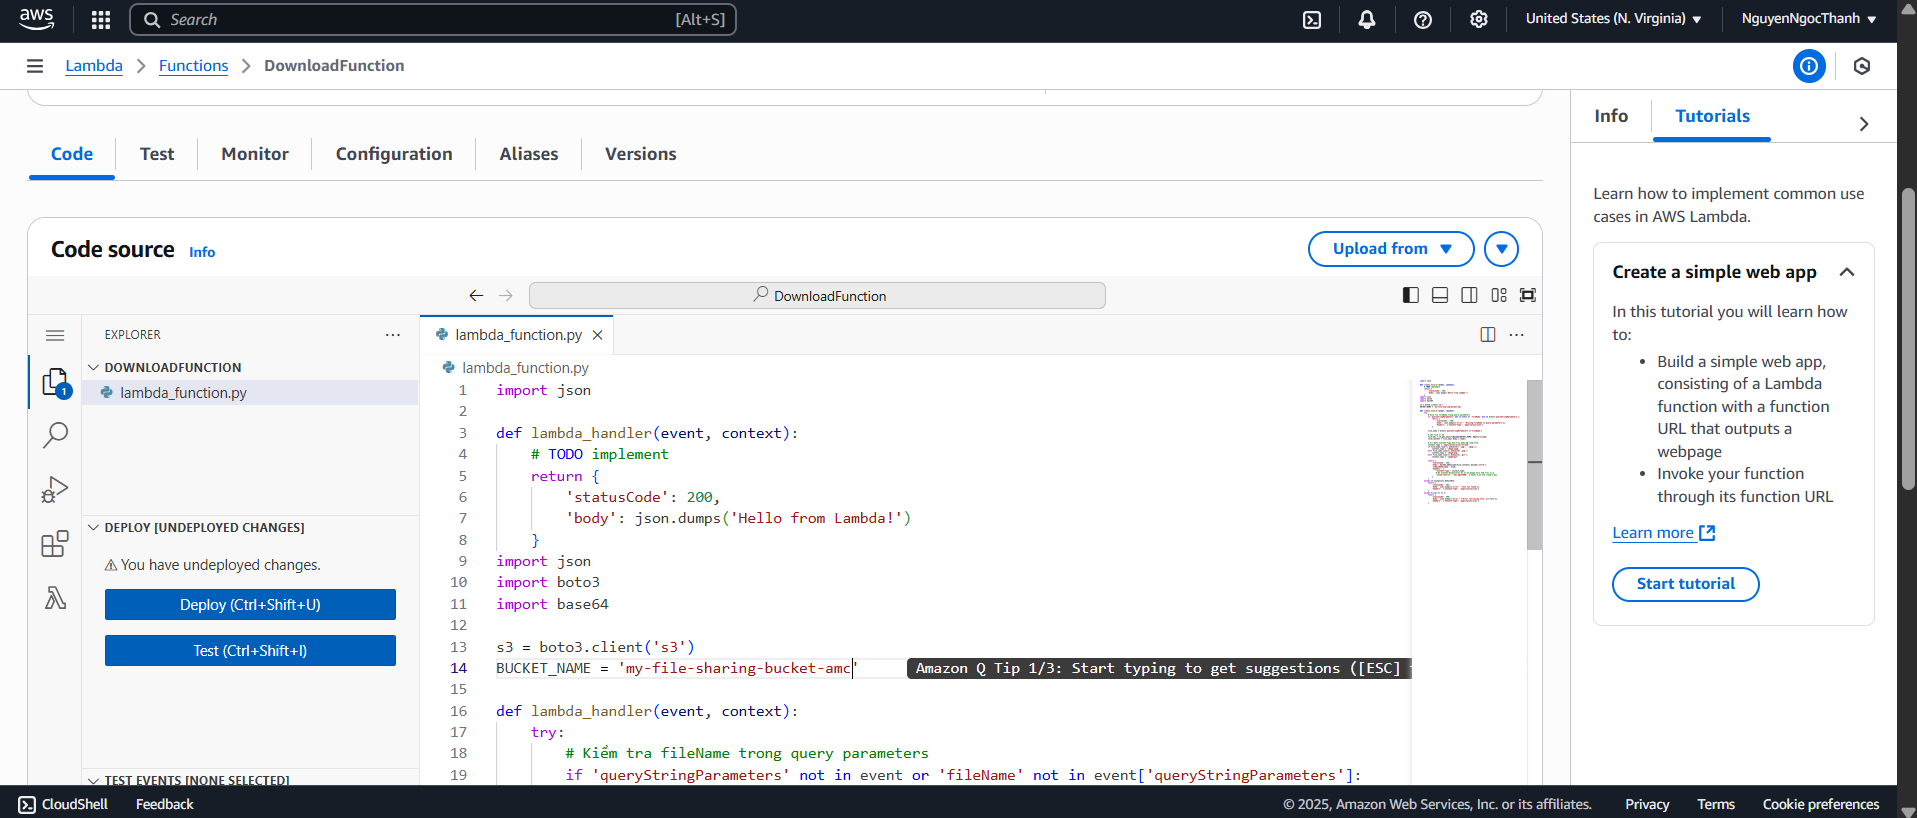 aws
Search [Alt+S]
United States (N. Virginia)
NguyenNgocThanh
Lambda
Functions
DownloadFunction
Code
Test
Monitor
Configuration
Aliases
Versions
Code source Info
Upload from
DownloadFunction
EXPLORER
DOWNLOADFUNCTION
lambda_function.py
DEPLOY [UNDEPLOYED CHANGES]
You have undeployed changes.
Deploy (Ctrl+Shift+U)
Test (Ctrl+Shift+I)
TEST EVENTS [NONE SELECTED]
1
lambda_function.py
lambda_function.py
1 import json
2
3 def lambda_handler(event, context):
4 # TODO implement
5 return {
6 'statusCode': 200,
7 'body': json.dumps('Hello from Lambda!')
8 }
9 import json
10 import boto3
11 import base64
12
13 s3 = boto3.client('s3')
14 BUCKET_NAME = 'my-file-sharing-bucket-amc' Amazon Q Tip 1/3: Start typing to get suggestions ([ESC]
15
16 def lambda_handler(event, context):
17 try:
18 # Kiểm tra fileName trong query parameters
19 if 'queryStringParameters' not in event or 'fileName' not in event['queryStringParameters']:
Info
Tutorials
Learn how to implement common use
cases in AWS Lambda.
Create a simple web app
In this tutorial you will learn how
to:
• Build a simple web app,
consisting of a Lambda
function with a function
URL that outputs a
webpage
• Invoke your function
through its function URL
Learn more
Start tutorial
CloudShell
Feedback
© 2025, Amazon Web Services, Inc. or its affiliates.
Privacy
Terms
Cookie preferences